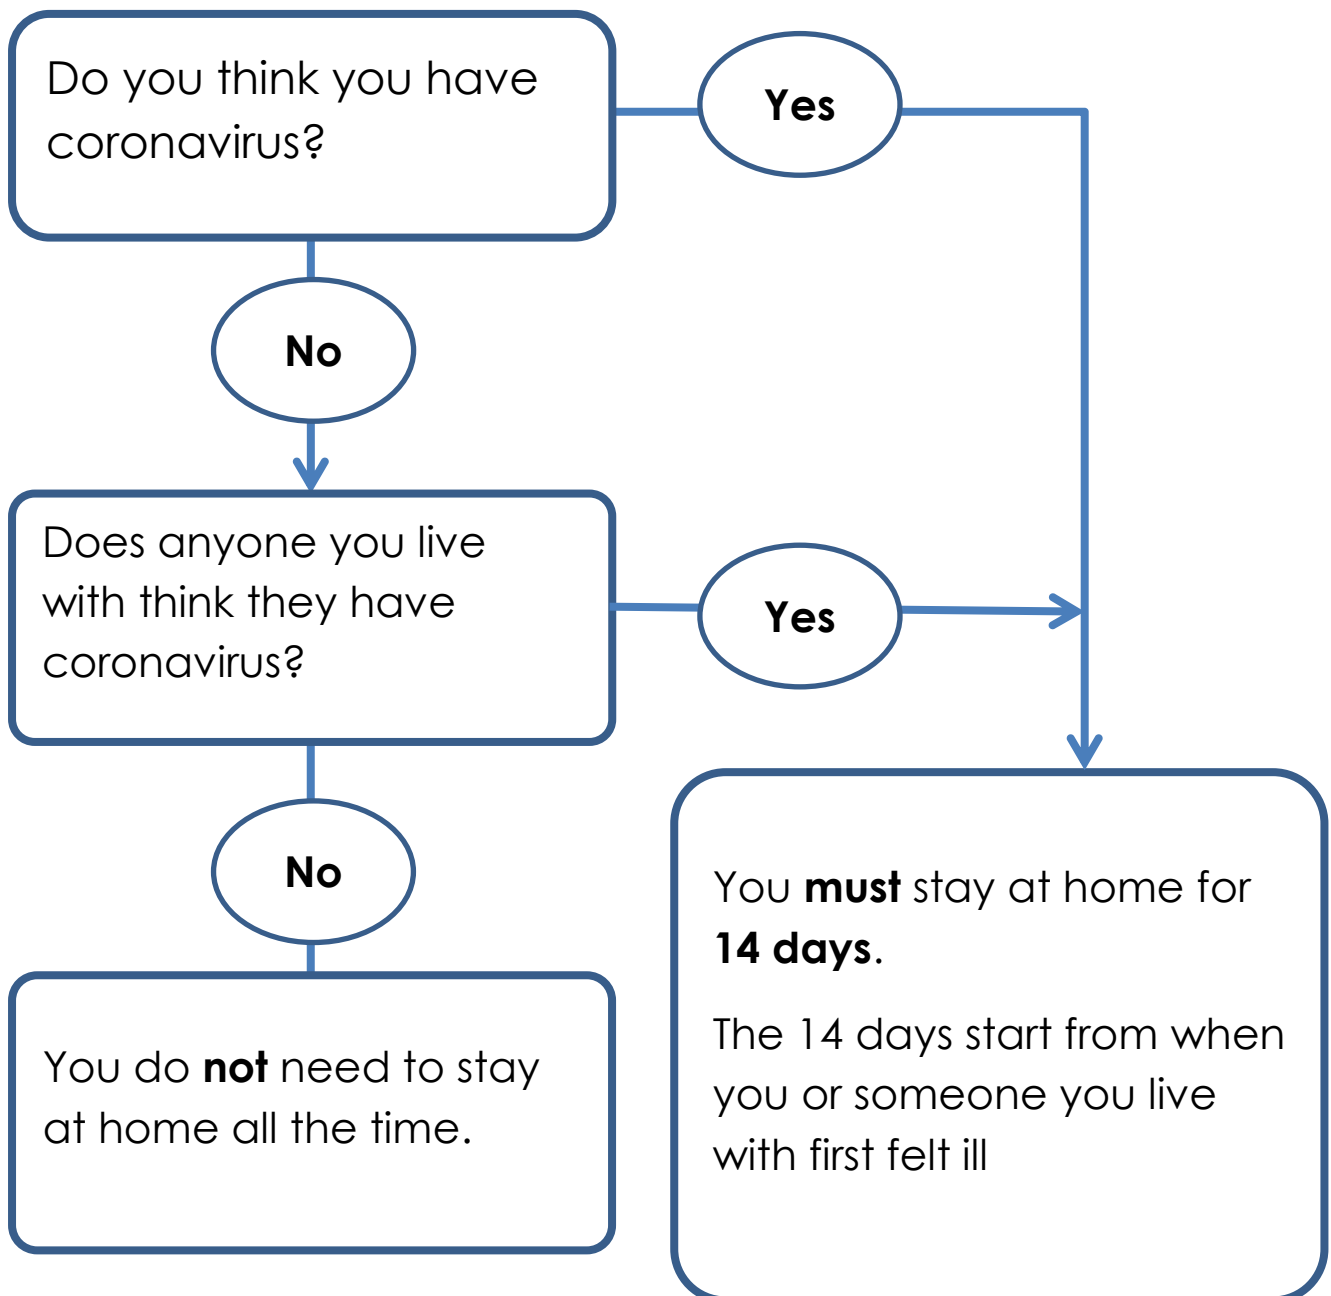 Do you think you have
coronavirus?
Yes
No
Does anyone you live
with think they have
coronavirus?
Yes
No
You do not need to stay
at home all the time.
You must stay at home for
14 days.
The 14 days start from when
you or someone you live
with first felt ill